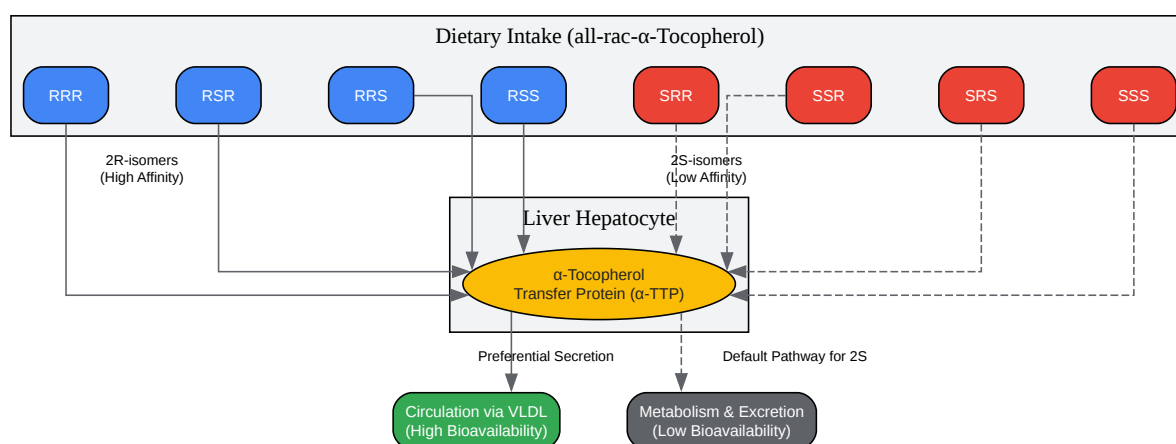 Dietary Intake (all-rac-α-Tocopherol)
RRR
RSR
RRS
RSS
SRR
SSR
SRS
SSS
2R-isomers
(High Affinity)
2S-isomers
(Low Affinity)
Liver Hepatocyte
α-Tocopherol
Transfer Protein (α-TTP)
Preferential Secretion
Default Pathway for 2S
Circulation via VLDL
(High Bioavailability)
Metabolism & Excretion
(Low Bioavailability)